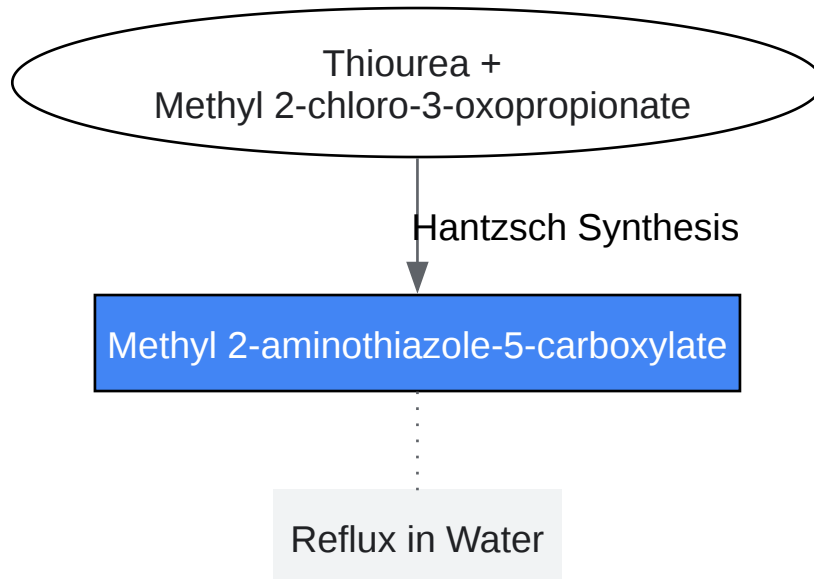 Thiourea +
Methyl 2-chloro-3-oxopropionate
Hantzsch Synthesis
Methyl 2-aminothiazole-5-carboxylate
Reflux in Water